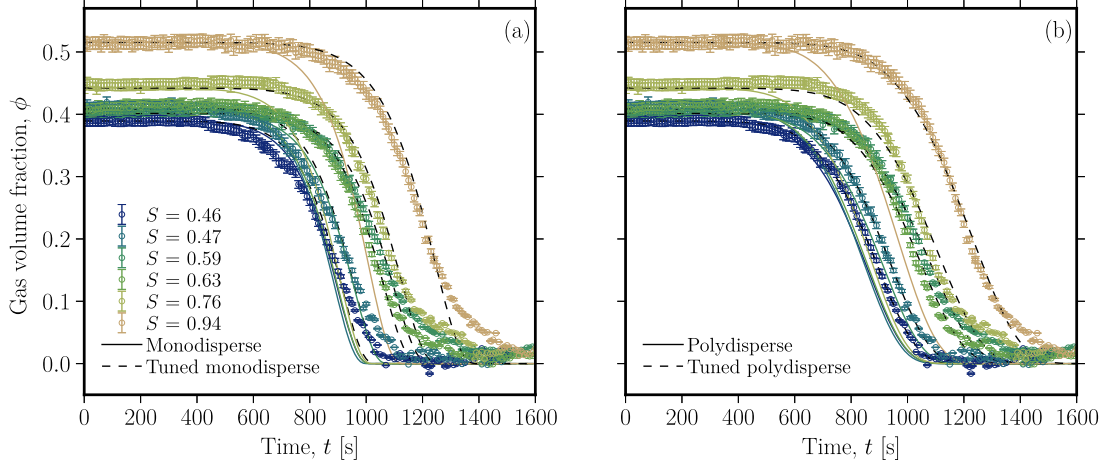 (a)
(b)
Gas volume fraction, ϕ
0.5
0.4
0.3
0.2
0.1
0.0
S = 0.46
S = 0.47
S = 0.59
S = 0.63
S = 0.76
S = 0.94
Monodisperse
Tuned monodisperse
Polydisperse
Tuned polydisperse
0 200 400 600 800 1000 1200 1400 1600
0 200 400 600 800 1000 1200 1400 1600
Time, t [s]
Time, t [s]